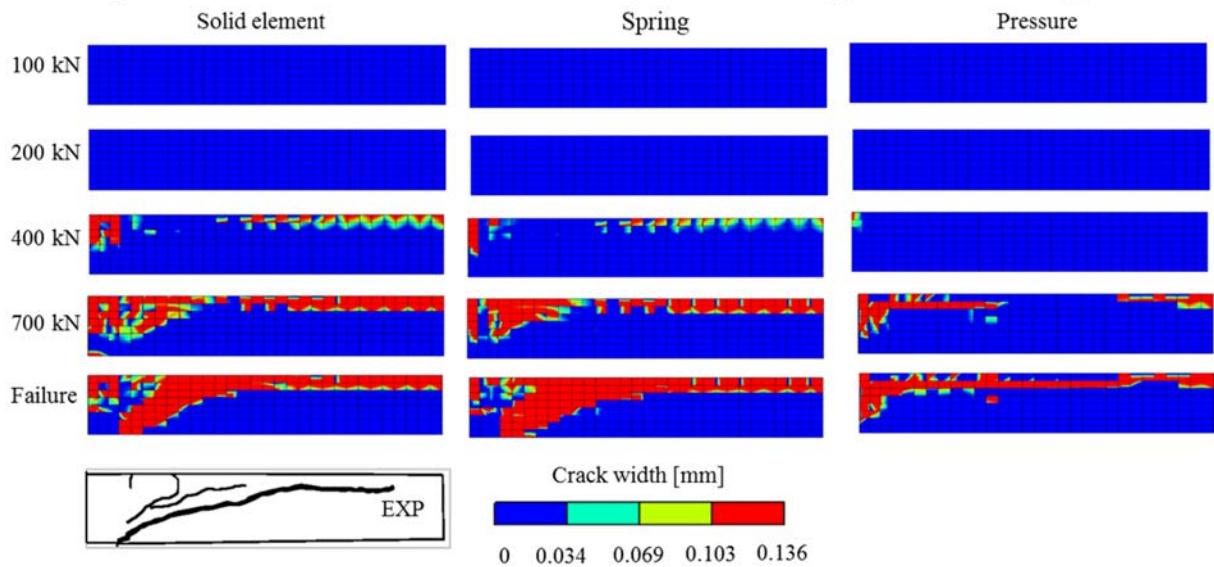 Solid element Spring Pressure
100 kN
200 kN
400 kN
700 kN
Failure
EXP
Crack width [mm]
0 0.034 0.069 0.103 0.136